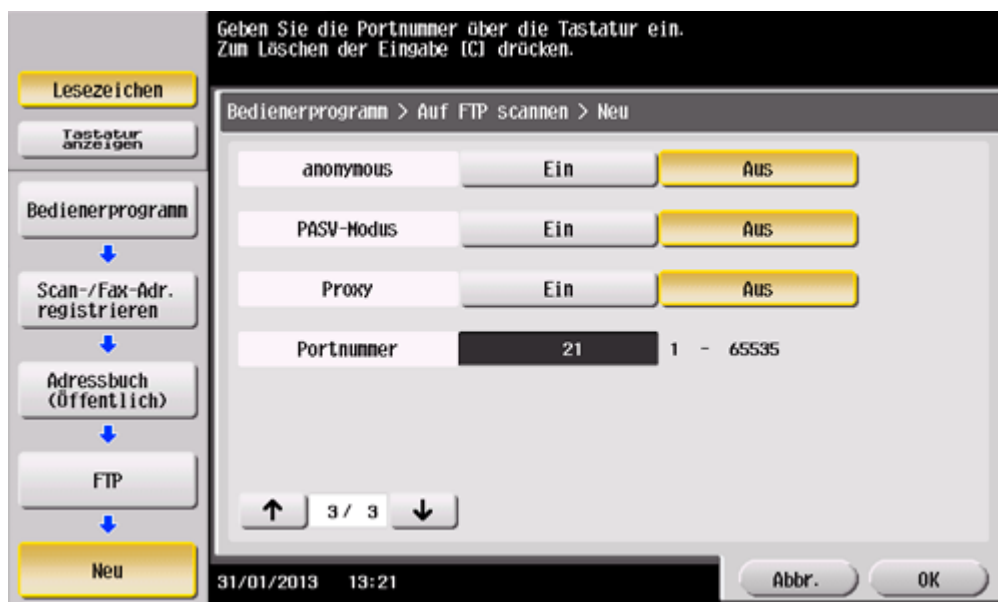 Geben Sie die Portnummer über die Tastatur ein.
Zum Löschen der Eingabe [C] drücken.
Lesezeichen
Tastatur
anzeigen
Bedienerprogramm
Scan-/Fax-Adr.
registrieren
Adressbuch
(Öffentlich)
FTP
Neu
Bedienerprogramm > Auf FTP scannen > Neu
anonymous Ein Aus
PASV-Modus Ein Aus
Proxy Ein Aus
Portnummer 21 1 - 65535
↑ 3/ 3 ↓
31/01/2013 13:21
Abbr. OK